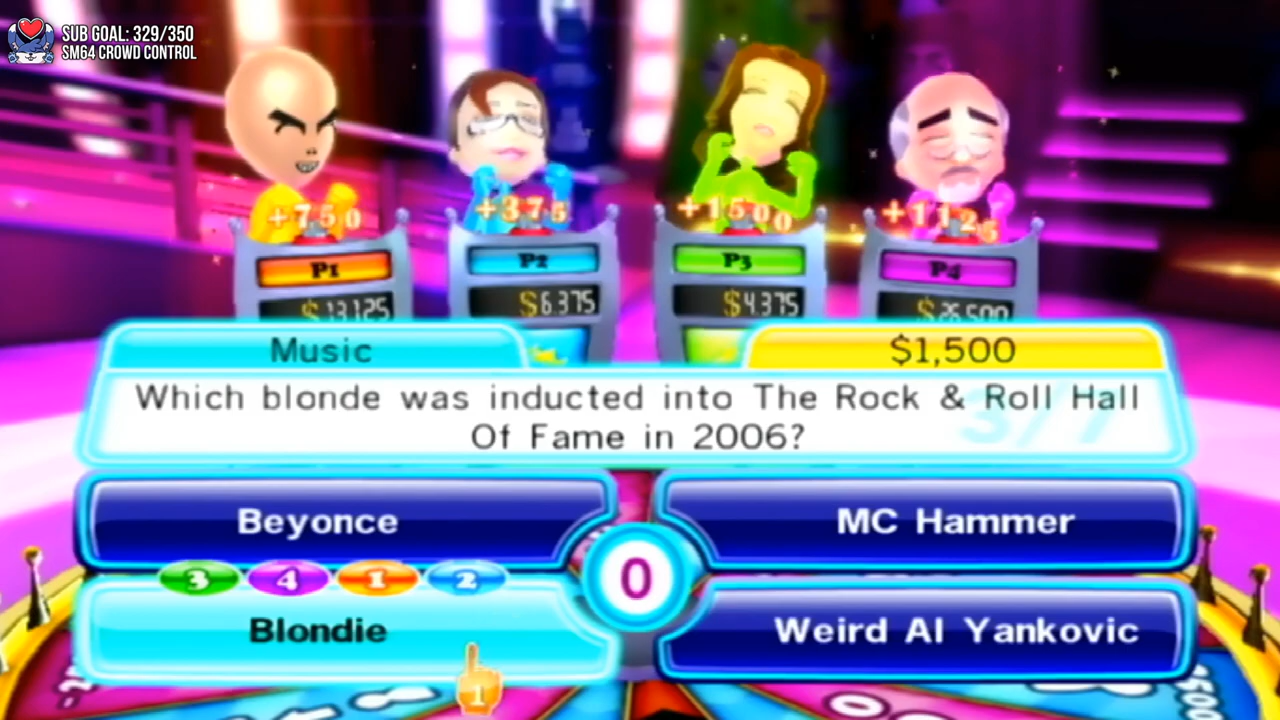 SUB GOAL: 329/350
SM64 CROWD CONTROL
+750
+375
+1500
+1125
P1
P2
P3
P4
$13,125
$6,375
$4,375
$26,500
Music
$1,500
Which blonde was inducted into The Rock & Roll Hall
Of Fame in 2006?
3/7
Beyonce
MC Hammer
3 4 1 2
0
Blondie
Weird Al Yankovic
1